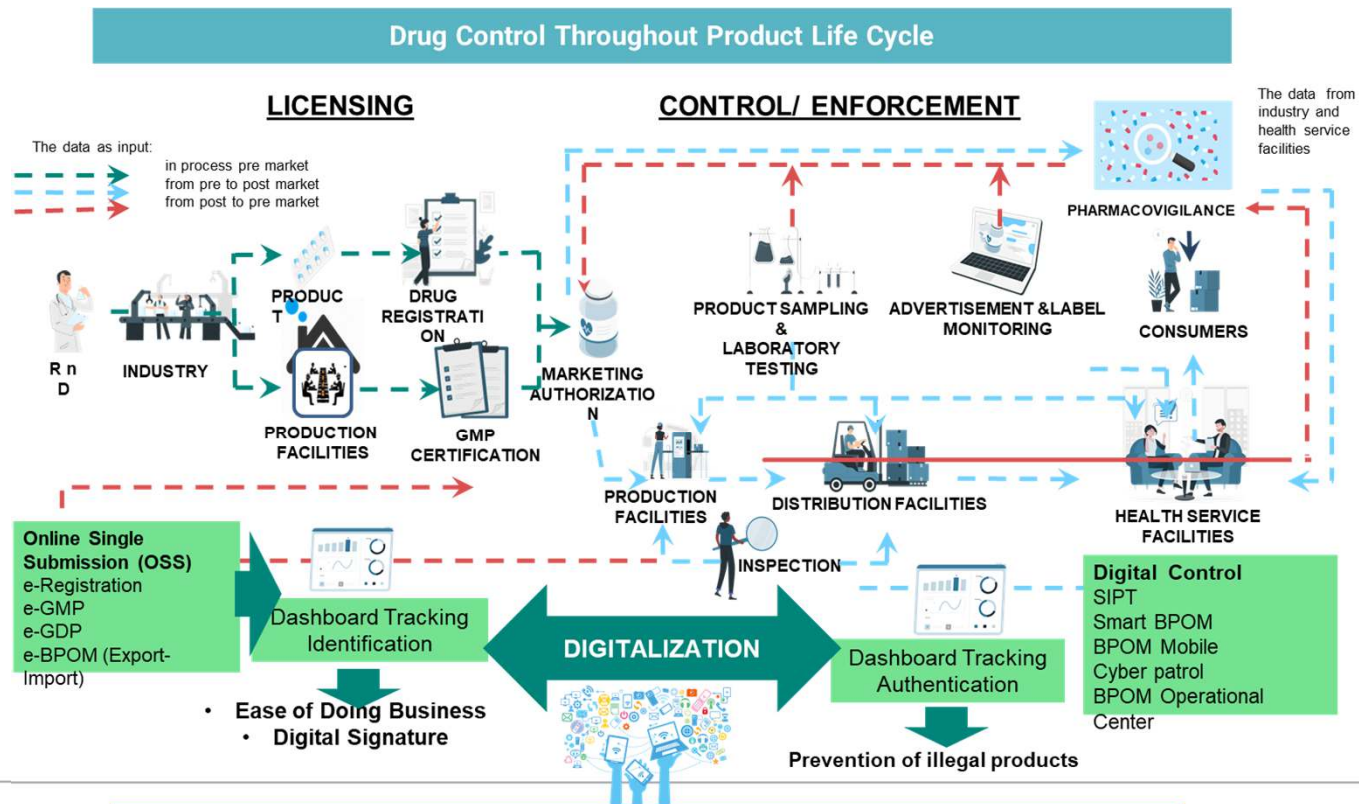 Drug Control Throughout Product Life Cycle
LICENSING
CONTROL/ ENFORCEMENT
The data from
industry and
health service
facilities
The data as input:
in process pre market
from pre to post market
from post to pre market
PHARMACOVIGILANCE
R n
D
INDUSTRY
PRODUC
T
DRUG
REGISTRATI
ON
PRODUCTION
FACILITIES
GMP
CERTIFICATION
MARKETING
AUTHORIZATIO
N
PRODUCT SAMPLING
&
LABORATORY
TESTING
ADVERTISEMENT &LABEL
MONITORING
CONSUMERS
PRODUCTION
FACILITIES
DISTRIBUTION FACILITIES
HEALTH SERVICE
FACILITIES
INSPECTION
Online Single
Submission (OSS)
e-Registration
e-GMP
e-GDP
e-BPOM (Export-
Import)
Dashboard Tracking
Identification
• Ease of Doing Business
• Digital Signature
DIGITALIZATION
Dashboard Tracking
Authentication
Prevention of illegal products
Digital Control
SIPT
Smart BPOM
BPOM Mobile
Cyber patrol
BPOM Operational
Center